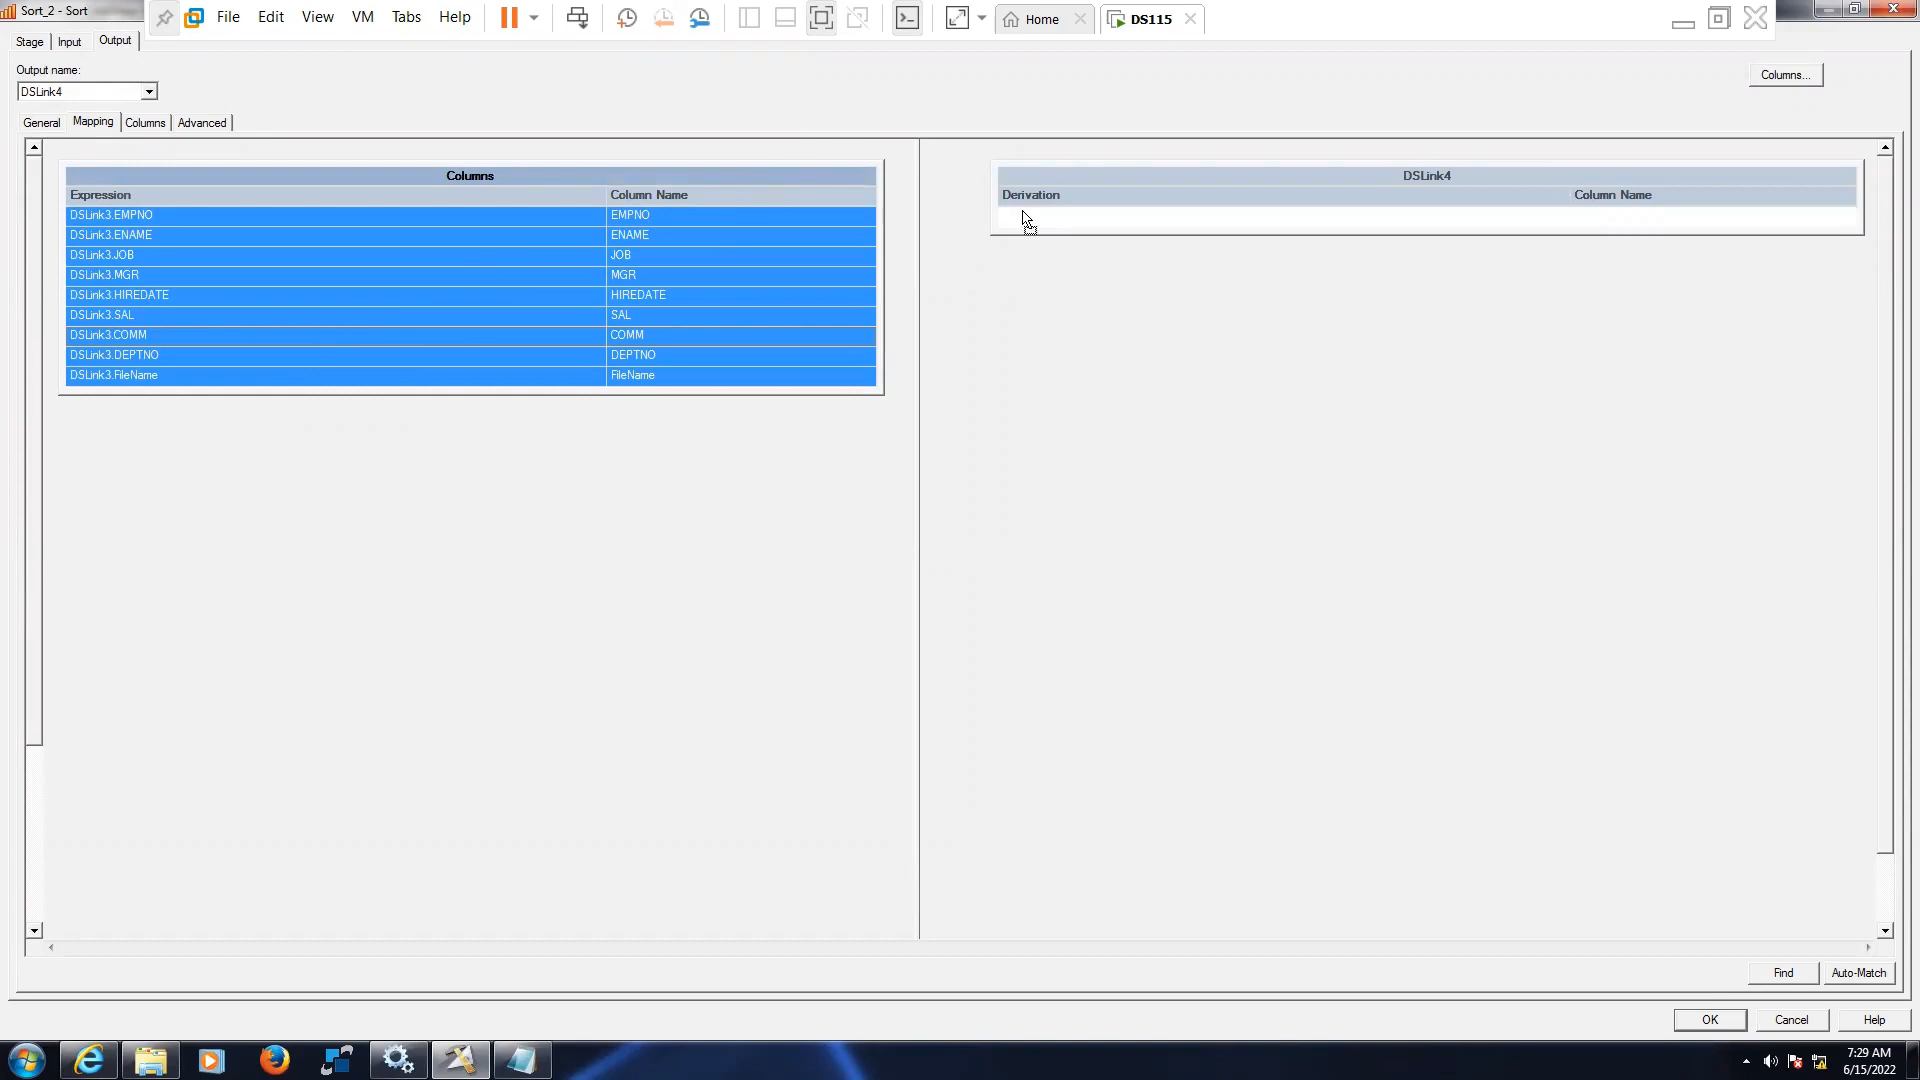 Sort_2 - Sort
File Edit View VM Tabs Help Home DS115
Stage Input Output
Output name:
DSLink4
Columns...
General Mapping Columns Advanced
Columns
Expression Column Name
DSLink3.EMPNO EMPNO
DSLink3.ENAME ENAME
DSLink3.JOB JOB
DSLink3.MGR MGR
DSLink3.HIREDATE HIREDATE
DSLink3.SAL SAL
DSLink3.COMM COMM
DSLink3.DEPTNO DEPTNO
DSLink3.FileName FileName
DSLink4
Derivation Column Name
Find Auto-Match
OK Cancel Help
7:29 AM
6/15/2022